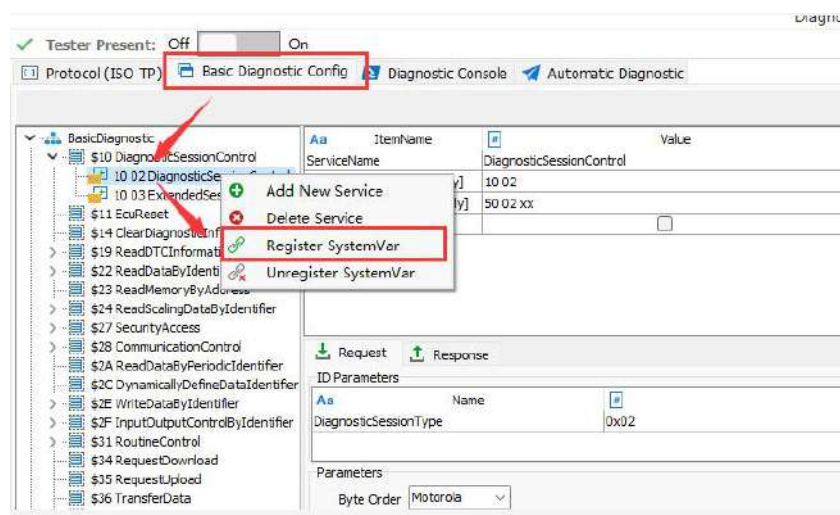 Diagno
Tester Present: Off On
Protocol (ISO TP) Basic Diagnostic Config Diagnostic Console Automatic Diagnostic
BasicDiagnostic
$10 DiagnosticSessionControl
10 02 DiagnosticSessionControl
10 03 ExtendedSes
$11 EcuReset
$14 ClearDiagnosticInf
$19 ReadDTCInformati
$22 ReadDataByIdenti
$23 ReadMemoryByAddress
$24 ReadScalingDataByIdentifier
$27 SecurityAccess
$28 CommunicationControl
$2A ReadDataByPeriodicIdentifier
$2C DynamicallyDefineDataIdentifier
$2E WriteDataByIdentifier
$2F InputOutputControlByIdentifier
$31 RoutineControl
$34 RequestDownload
$35 RequestUpload
$36 TransferData
Add New Service
Delete Service
Register SystemVar
Unregister SystemVar
Aa ItemName # Value
ServiceName DiagnosticSessionControl
y] 10 02
ly] 50 02 xx
Request Response
ID Parameters
Aa Name #
DiagnosticSessionType 0x02
Parameters
Byte Order Motorola